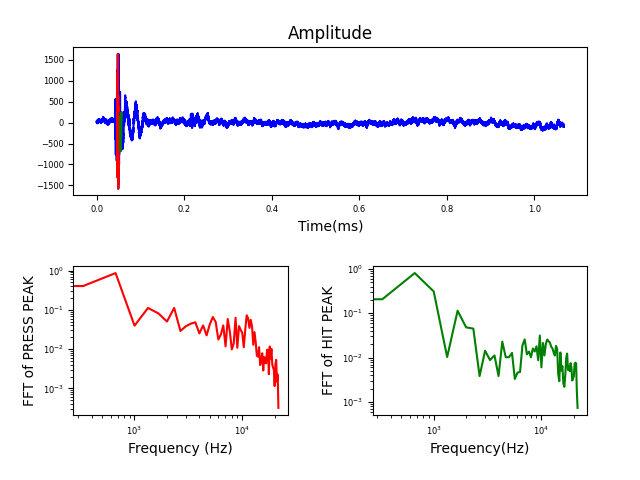 Amplitude
1500
1000
500
0
−500
−1000
−1500
0.0 0.2 0.4 0.6 0.8 1.0
Time(ms)
FFT of PRESS PEAK
10⁰
10⁻¹
10⁻²
10⁻³
10³ 10⁴
Frequency (Hz)
FFT of HIT PEAK
10⁰
10⁻¹
10⁻²
10⁻³
10³ 10⁴
Frequency(Hz)